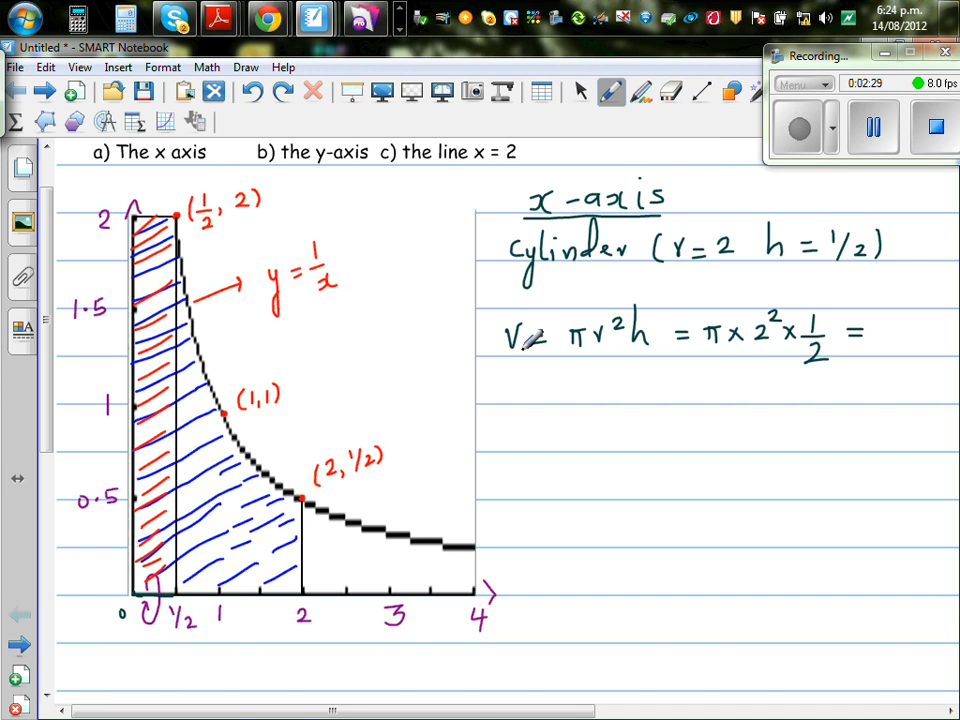 6:24 p.m.
14/08/2012
Untitled * - SMART Notebook
File Edit View Insert Format Math Draw Help
Recording...
Menu
0:02:29
8.0 fps
a) The x axis b) the y-axis c) the line x = 2
x-axis
cylinder (r = 2 h = 1/2)
V = πr²h = π × 2² × 1/2 =
2
(1/2, 2)
y = 1/x
1.5
1
(1,1)
(2, 1/2)
0.5
0 1/2 1 2 3 4